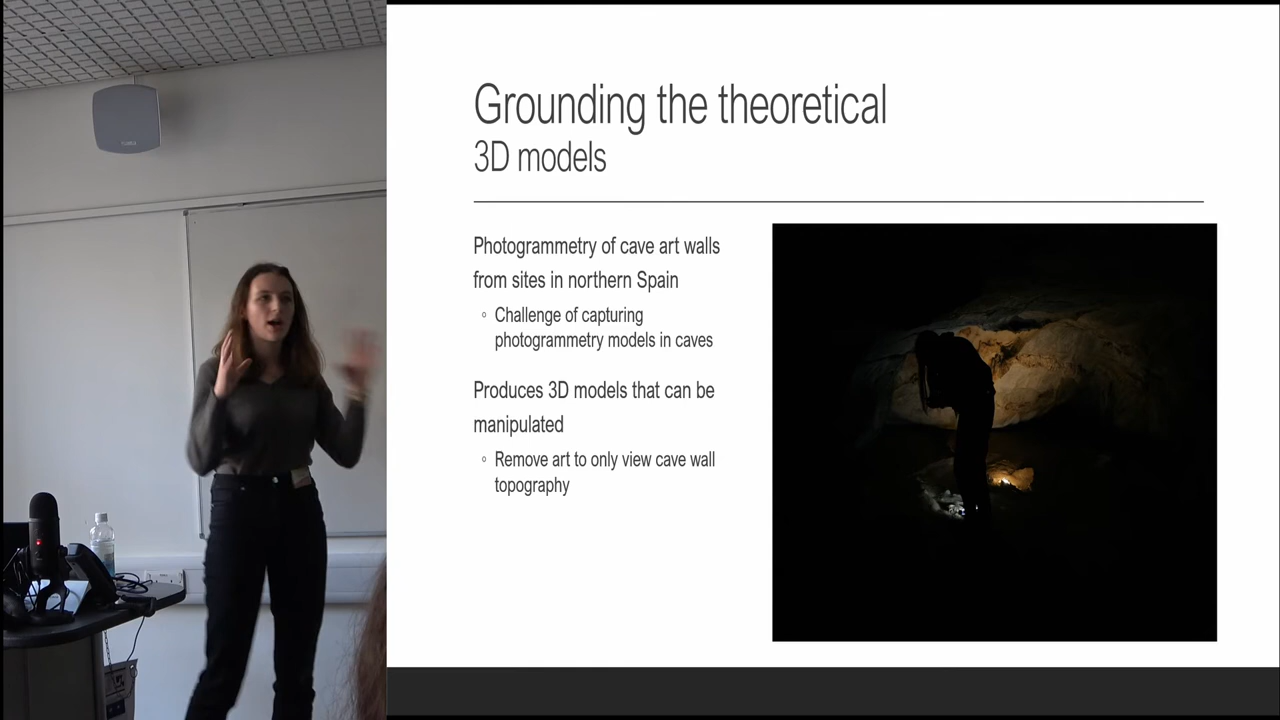 Grounding the theoretical
3D models
Photogrammetry of cave art walls
from sites in northern Spain
◦ Challenge of capturing
photogrammetry models in caves
Produces 3D models that can be
manipulated
◦ Remove art to only view cave wall
topography